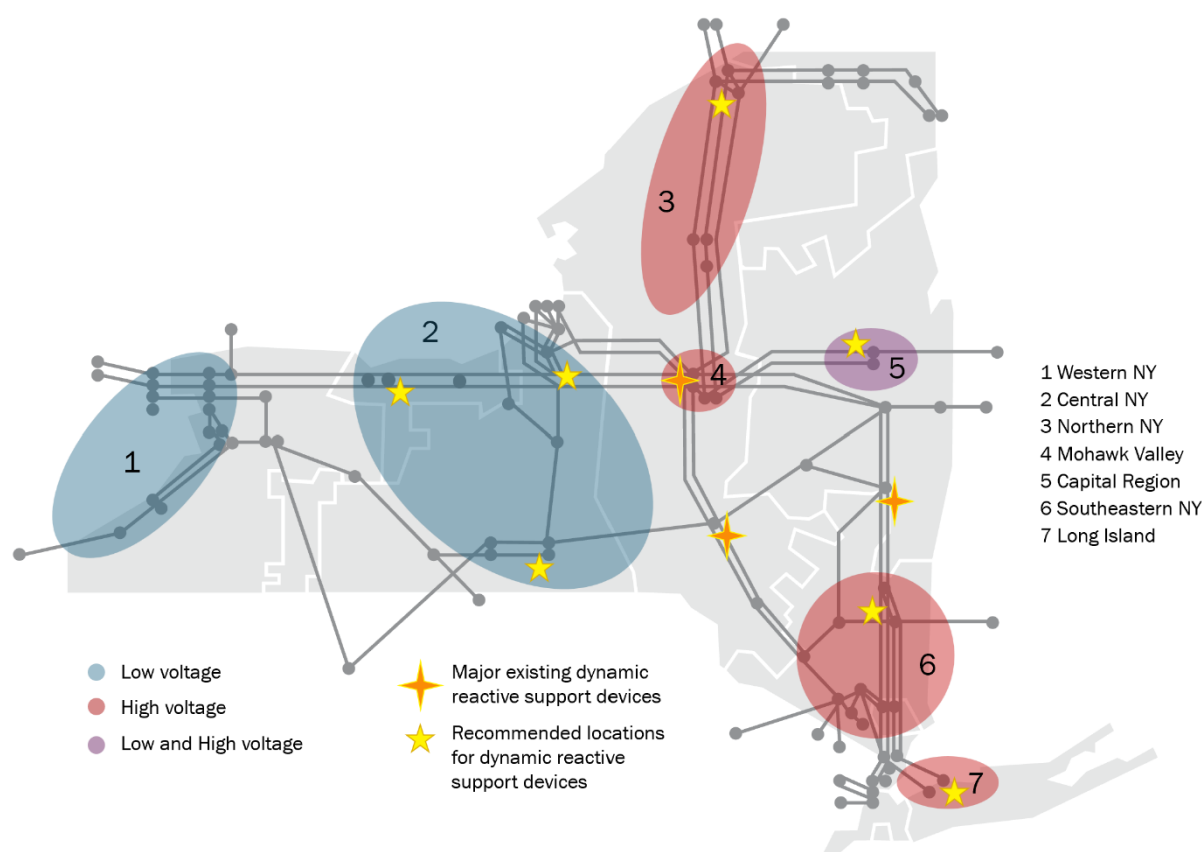 3
2
4
5
1
6
7
1 Western NY
2 Central NY
3 Northern NY
4 Mohawk Valley
5 Capital Region
6 Southeastern NY
7 Long Island
Low voltage
High voltage
Low and High voltage
Major existing dynamic
reactive support devices
Recommended locations
for dynamic reactive
support devices